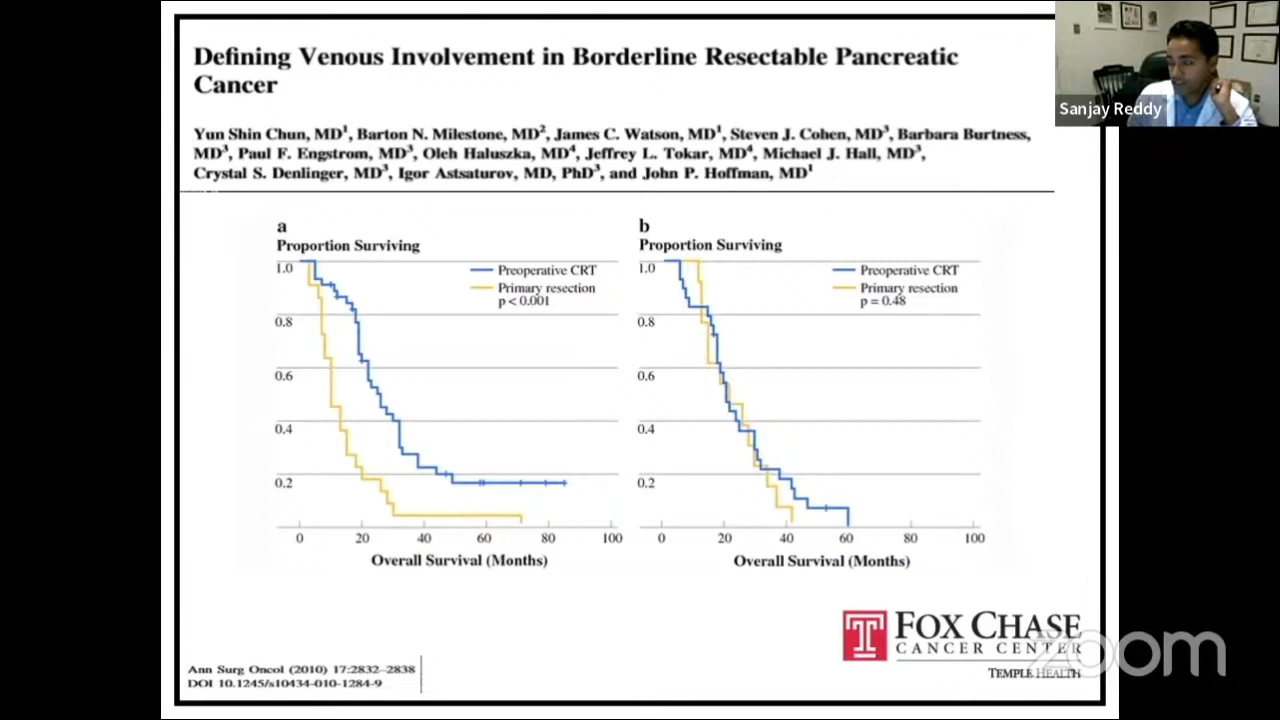 Defining Venous Involvement in Borderline Resectable Pancreatic
Cancer
Sanjay Reddy
Yun Shin Chun, MD1, Barton N. Milestone, MD2, James C. Watson, MD1, Steven J. Cohen, MD3, Barbara Burtness,
MD3, Paul F. Engstrom, MD3, Oleh Haluszka, MD4, Jeffrey L. Tokar, MD4, Michael J. Hall, MD3,
Crystal S. Denlinger, MD3, Igor Astsaturov, MD, PhD3, and John P. Hoffman, MD1
a
Proportion Surviving
1.0
0.8
0.6
0.4
0.2
Preoperative CRT
Primary resection
p < 0.001
0 20 40 60 80 100
Overall Survival (Months)
b
Proportion Surviving
1.0
0.8
0.6
0.4
0.2
Preoperative CRT
Primary resection
p = 0.48
0 20 40 60 80 100
Overall Survival (Months)
FOX CHASE
CANCER CENTER
TEMPLE HEALTH
zoom
Ann Surg Oncol (2010) 17:2832–2838
DOI 10.1245/s10434-010-1284-9